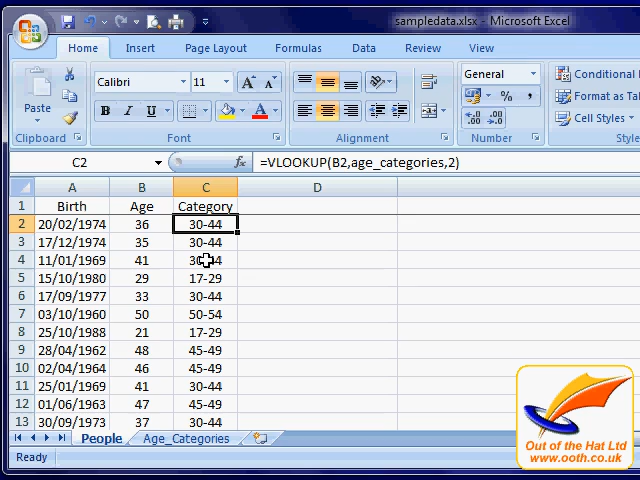 sampledata.xlsx - Microsoft Excel
Home Insert Page Layout Formulas Data Review View
Paste
Calibri 11
B I U
A A
General
% ,
Conditional
Format as Tab
Cell Styles
Clipboard Font Alignment Number Styles
C2 fx =VLOOKUP(B2,age_categories,2)
A B C D
1 Birth Age Category
2 20/02/1974 36 30-44
3 17/12/1974 35 30-44
4 11/01/1969 41
5 15/10/1980 29 17-29
6 17/09/1977 33 30-44
7 03/10/1960 50 50-54
8 25/10/1988 21 17-29
9 28/04/1962 48 45-49
10 02/04/1964 46 45-49
11 25/01/1969 41 30-44
12 01/06/1963 47 45-49
13 30/09/1973 37 30-44
People Age_Categories
Ready
Out of the Hat Ltd
www.ooth.co.uk